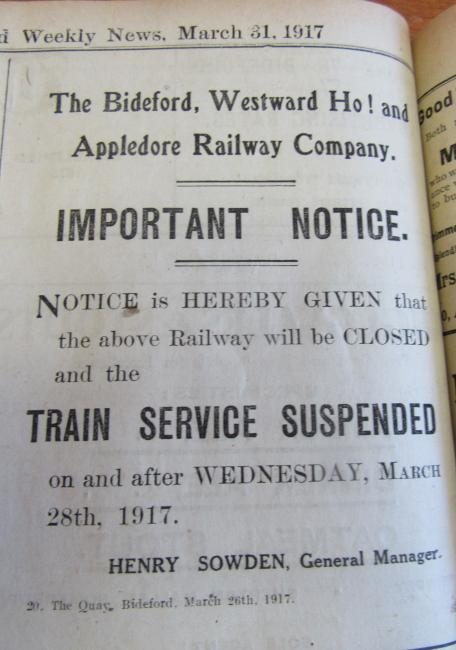 Weekly News, March 31, 1917
The Bideford, Westward Ho! and
Appledore Railway Company.
IMPORTANT NOTICE.
NOTICE is HEREBY GIVEN that
the above Railway will be CLOSED
and the
TRAIN SERVICE SUSPENDED
on and after WEDNESDAY, MARCH
28th, 1917.
HENRY SOWDEN, General Manager.
20, The Quay, Bideford, March 26th, 1917.
Good
Both